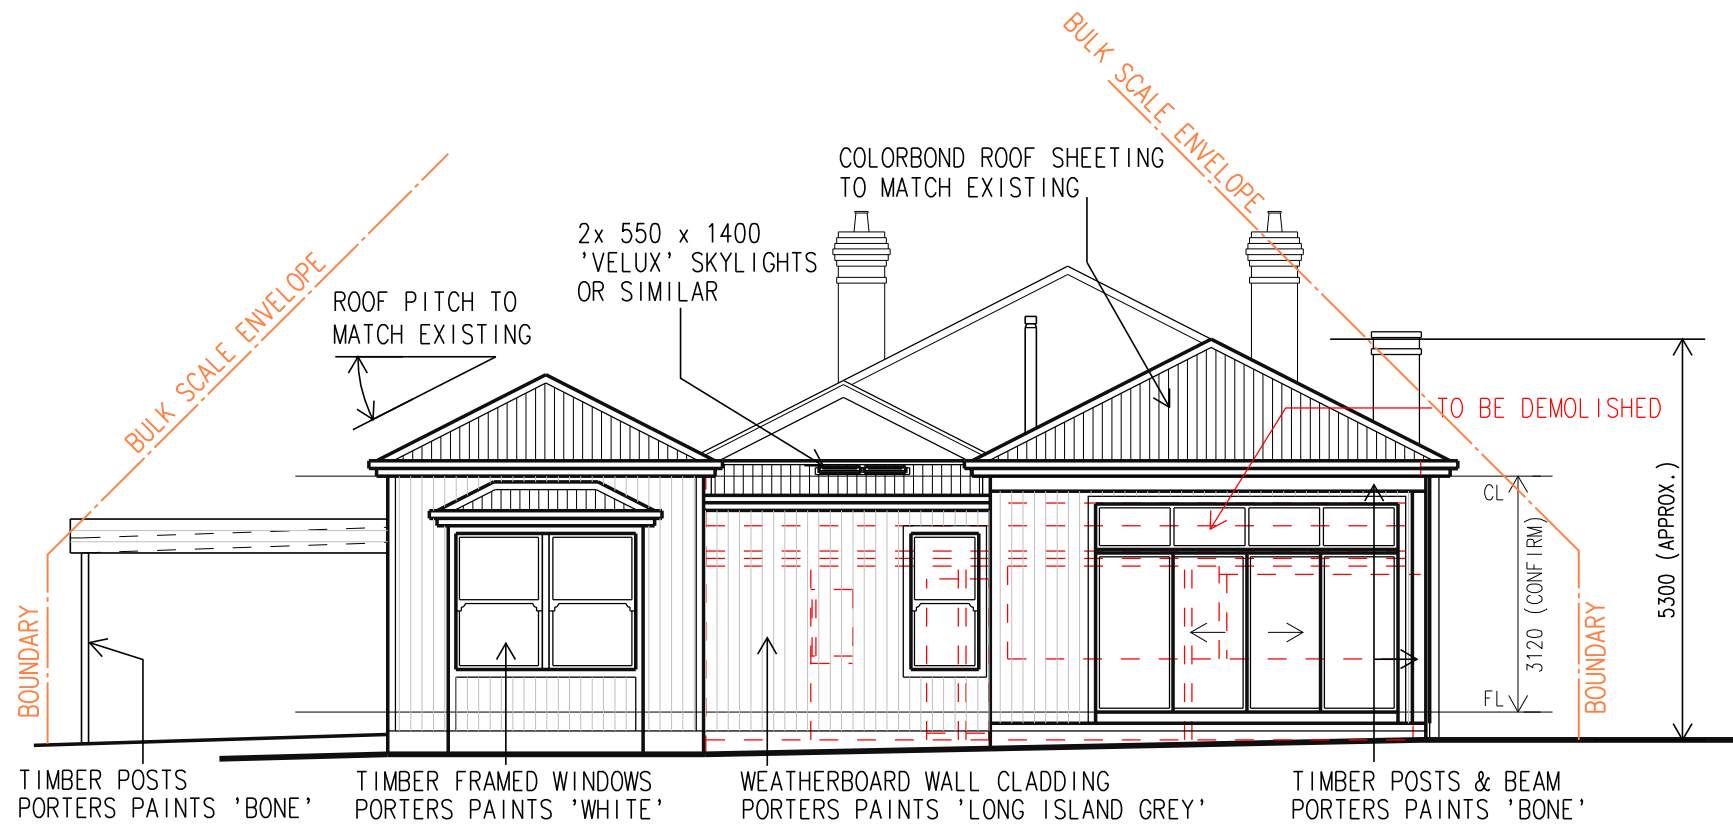 BULK SCALE ENVELOPE
COLORBOND ROOF SHEETING
TO MATCH EXISTING
2x 550 x 1400
'VELUX' SKYLIGHTS
OR SIMILAR
BULK SCALE ENVELOPE
ROOF PITCH TO
MATCH EXISTING
TO BE DEMOLISHED
CL
3120 (CONFIRM)
5300 (APPROX.)
FL
BOUNDARY
BOUNDARY
TIMBER POSTS
PORTERS PAINTS 'BONE'
TIMBER FRAMED WINDOWS
PORTERS PAINTS 'WHITE'
WEATHERBOARD WALL CLADDING
PORTERS PAINTS 'LONG ISLAND GREY'
TIMBER POSTS & BEAM
PORTERS PAINTS 'BONE'